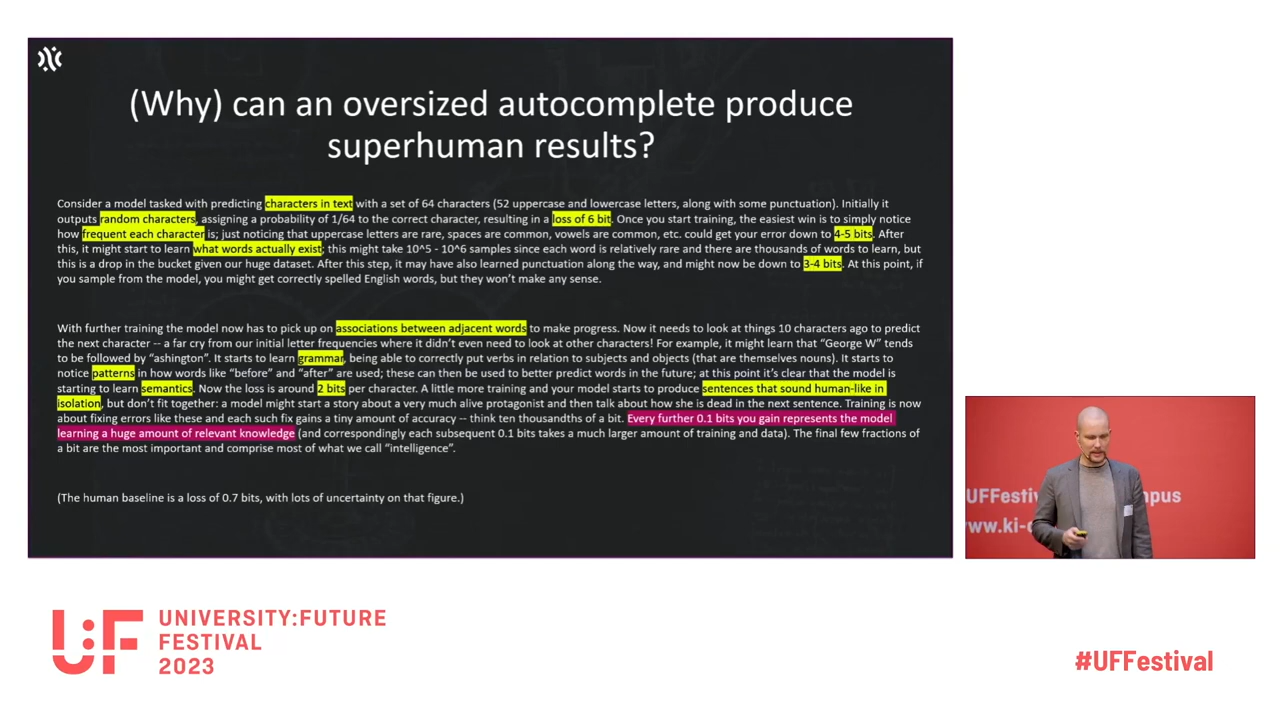 (Why) can an oversized autocomplete produce
superhuman results?
Consider a model tasked with predicting characters in text with a set of 64 characters (52 uppercase and lowercase letters, along with some punctuation). Initially it
outputs random characters, assigning a probability of 1/64 to the correct character, resulting in a loss of 6 bit. Once you start training, the easiest win is to simply notice
how frequent each character is; just noticing that uppercase letters are rare, spaces are common, vowels are common, etc. could get your error down to 4-5 bits. After
this, it might start to learn what words actually exist; this might take 10^5 - 10^6 samples since each word is relatively rare and there are thousands of words to learn, but
this is a drop in the bucket given our huge dataset. After this step, it may have also learned punctuation along the way, and might now be down to 3-4 bits. At this point, if
you sample from the model, you might get correctly spelled English words, but they won't make any sense.
With further training the model now has to pick up on associations between adjacent words to make progress. Now it needs to look at things 10 characters ago to predict
the next character -- a far cry from our initial letter frequencies where it didn't even need to look at other characters! For example, it might learn that "George W" tends
to be followed by "ashington". It starts to learn grammar, being able to correctly put verbs in relation to subjects and objects (that are themselves nouns). It starts to
notice patterns in how words like "before" and "after" are used; these can then be used to better predict words in the future; at this point it's clear that the model is
starting to learn semantics. Now the loss is around 2 bits per character. A little more training and your model starts to produce sentences that sound human-like in
isolation, but don't fit together: a model might start a story about a very much alive protagonist and then talk about how she is dead in the next sentence. Training is now
about fixing errors like these and each such fix gains a tiny amount of accuracy -- think ten thousandths of a bit. Every further 0.1 bits you gain represents the model
learning a huge amount of relevant knowledge (and correspondingly each subsequent 0.1 bits takes a much larger amount of training and data). The final few fractions of
a bit are the most important and comprise most of what we call "intelligence".
(The human baseline is a loss of 0.7 bits, with lots of uncertainty on that figure.)
UFFestiv
mpus
ww.ki-c
U:F
UNIVERSITY:FUTURE
FESTIVAL
2023
#UFFestival